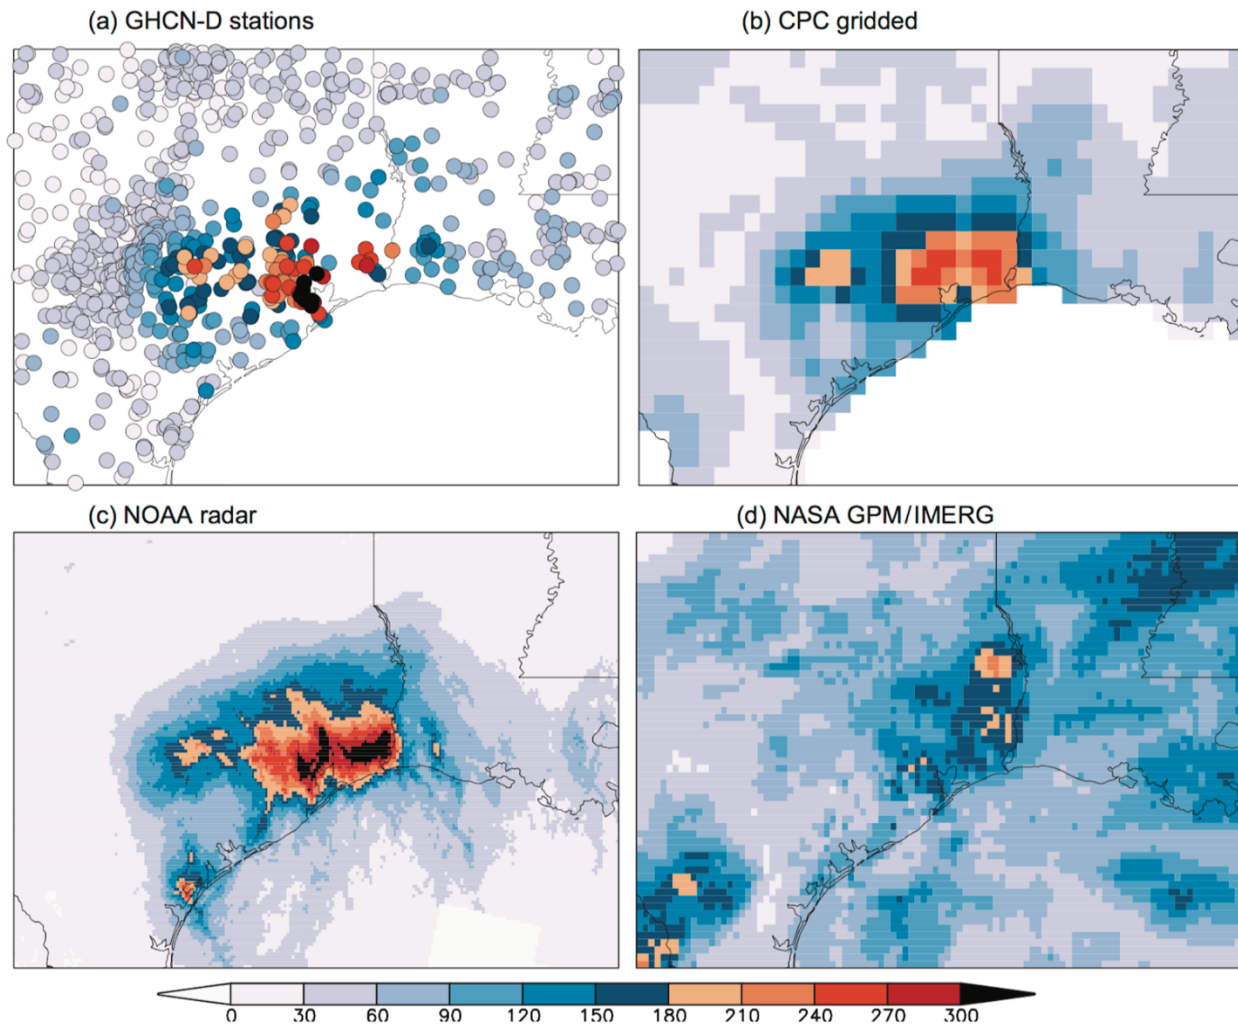 (a) GHCN-D stations
(b) CPC gridded
(c) NOAA radar
(d) NASA GPM/IMERG
0 30 60 90 120 150 180 210 240 270 300